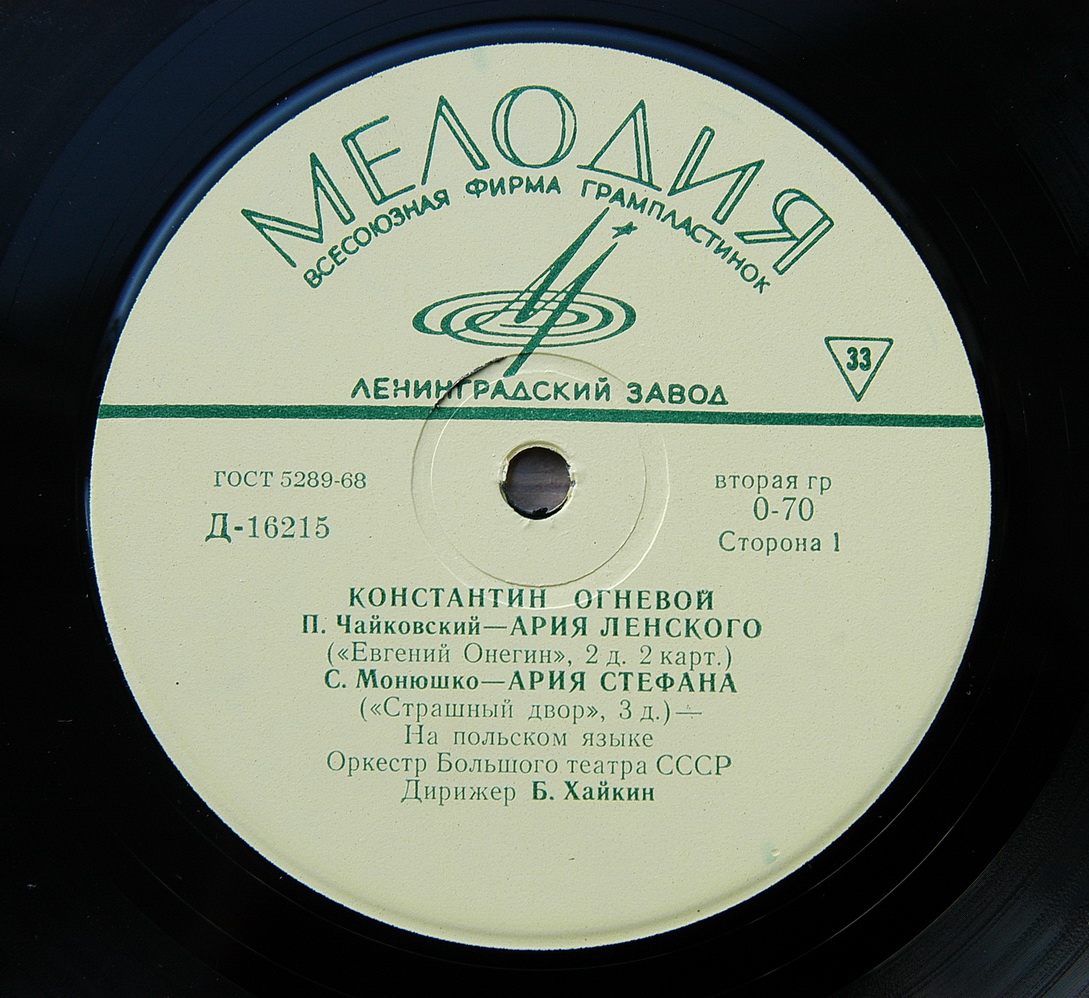 МЕЛОДИЯ
ВСЕСОЮЗНАЯ ФИРМА ГРАМПЛАСТИНОК
33
ЛЕНИНГРАДСКИЙ ЗАВОД
ГОСТ 5289-68
вторая гр
Д-16215
0-70
Сторона 1
КОНСТАНТИН ОГНЕВОЙ
П. Чайковский—АРИЯ ЛЕНСКОГО
(«Евгений Онегин», 2 д. 2 карт.)
С. Монюшко—АРИЯ СТЕФАНА
(«Страшный двор», 3 д.)—
На польском языке
Оркестр Большого театра СССР
Дирижер Б. Хайкин